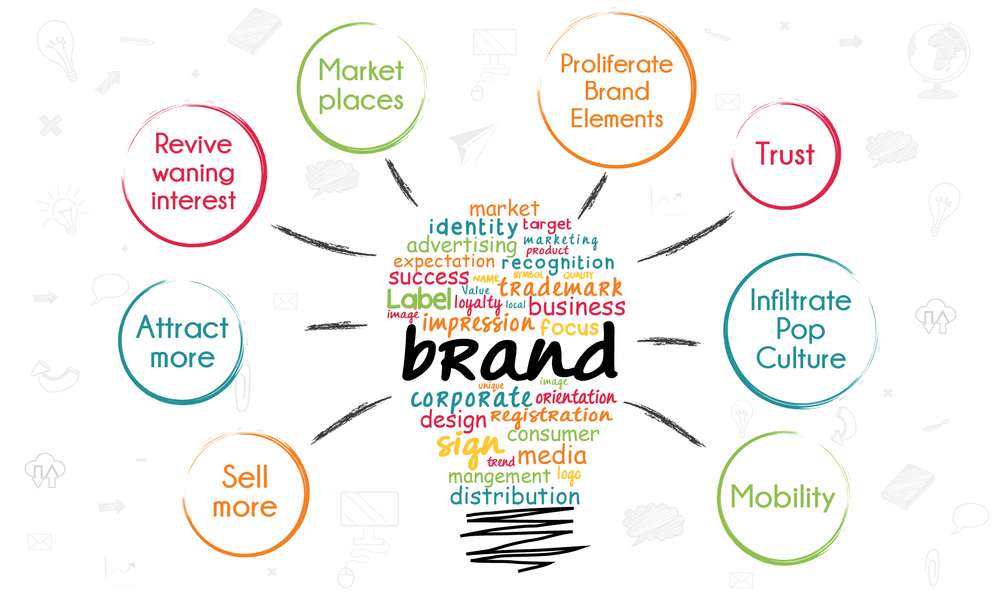 Market
places
Proliferate
Brand
Elements
Revive
waning
interest
Trust
Attract
more
Infiltrate
Pop
Culture
Sell
more
Mobility
market
identity target
advertising marketing
product
expectation recognition
success NAME SYMBOL QUALITY
Value trademark
Label loyalty local business
image impression focus
brand
unique image
corporate orientation
design registration
sign consumer
trend media
mangement logo
distribution